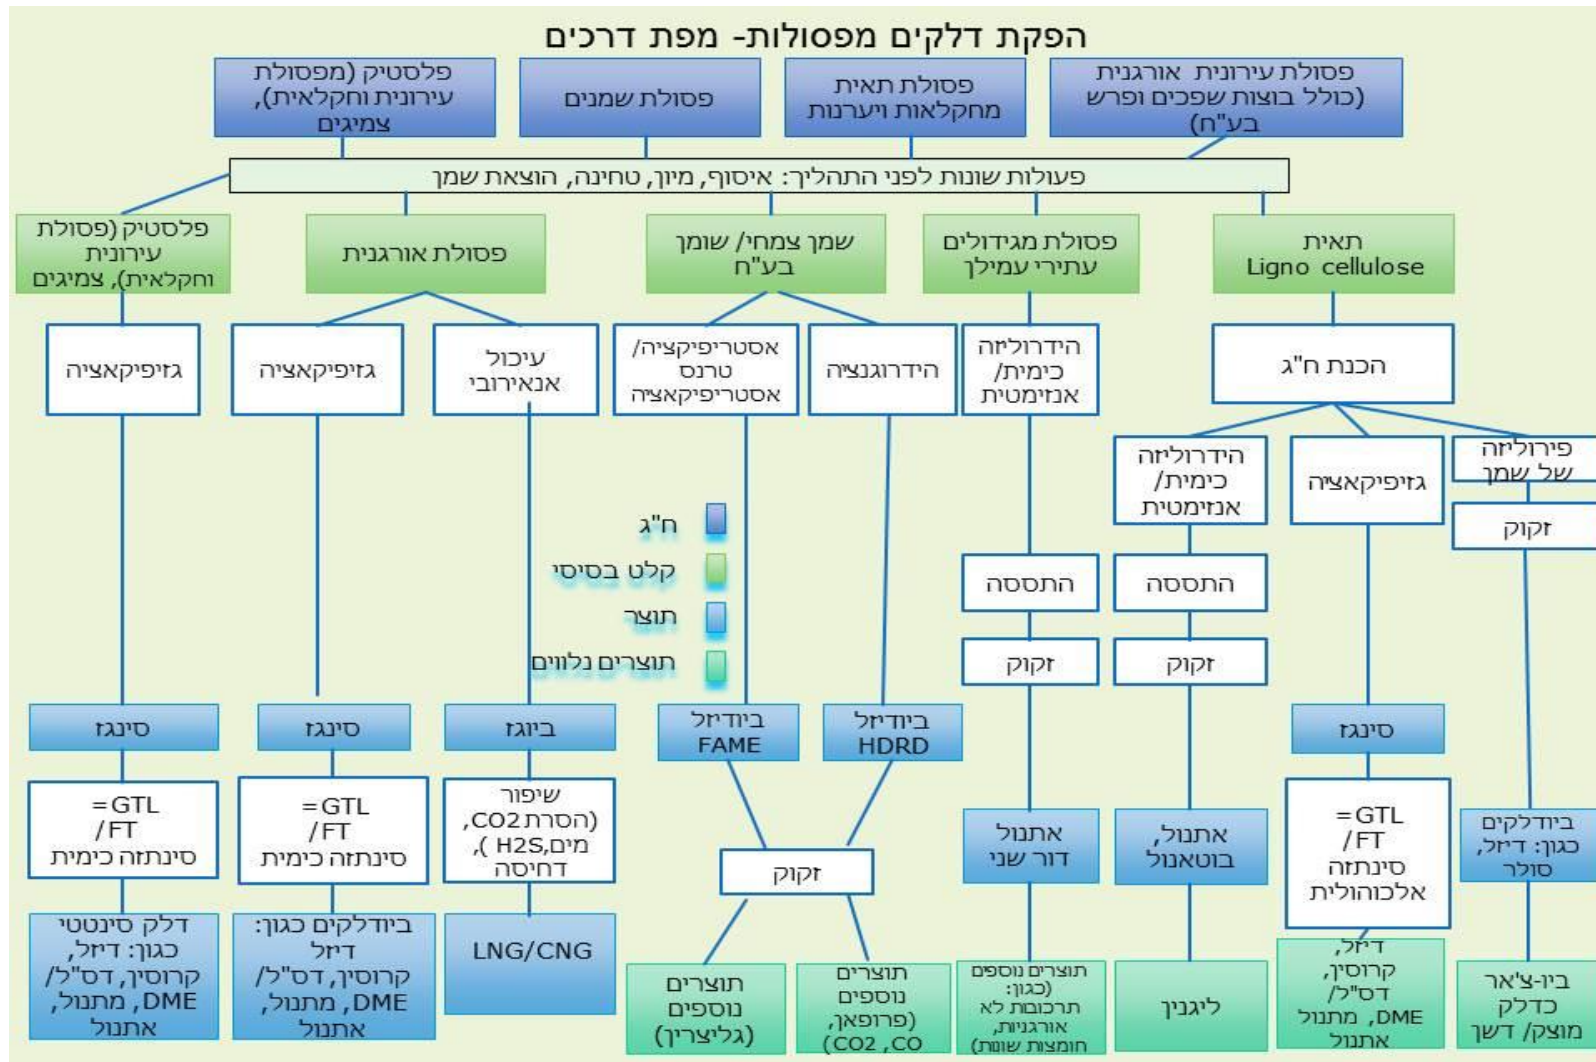 הפקת דלקים מפסולות- מפת דרכים
פסולת עירונית אורגנית
(כולל בוצות שפכים ופרש
בע"ח)
פסולת תאית
מחקלאות ויערנות
פסולת שמנים
פלסטיק (מפסולת
עירונית וחקלאית),
צמיגים
פעולות שונות לפני התהליך: איסוף, מיון, טחינה, הוצאת שמן
תאית
Ligno cellulose
פסולת מגידולים
עתירי עמילן
שמן צמחי/ שומן
בע"ח
פסולת אורגנית
פלסטיק (פסולת
עירונית
וחקלאית), צמיגים
הכנת ח"ג
הידרוליזה
כימית/
אנזימטית
הידרוגנציה
אסטריפיקציה/
טרנס
אסטריפיקאציה
עיכול
אנאירובי
גזיפיקאציה
גזיפיקאציה
פירוליזה
של שמן
גזיפיקאציה
הידרוליזה
כימית/
אנזימטית
זקוק
התססה
התססה
זקוק
זקוק
ח"ג
קלט בסיסי
תוצר
תוצרים נלווים
סינגז
ביודיזל
HDRD
ביודיזל
FAME
ביוגז
סינגז
סינגז
ביודלקים
כגון: דיזל,
סולר
=GTL
/FT
סינתזה
אלכוהולית
אתנול,
בוטאנול
אתנול
דור שני
זקוק
שיפור
(הסרת CO2,
מים,H2S ),
דחיסה
=GTL
/FT
סינתזה כימית
=GTL
/FT
סינתזה כימית
ביו-צ'אר
כדלק
מוצק/ דשן
דיזל,
קרוסין,
דס"ל/
DME, מתנול
אתנול
ליגנין
תוצרים נוספים
(כגון:
תרכובות לא
אורגניות,
חומצות שונות)
תוצרים
נוספים
(פרופאן,
CO2 ,CO)
תוצרים
נוספים
(גליצרין)
LNG/CNG
ביודלקים כגון:
דיזל
קרוסין, דס"ל/
DME, מתנול,
אתנול
דלק סינטטי
כגון: דיזל,
קרוסין, דס"ל/
DME, מתנול,
אתנול